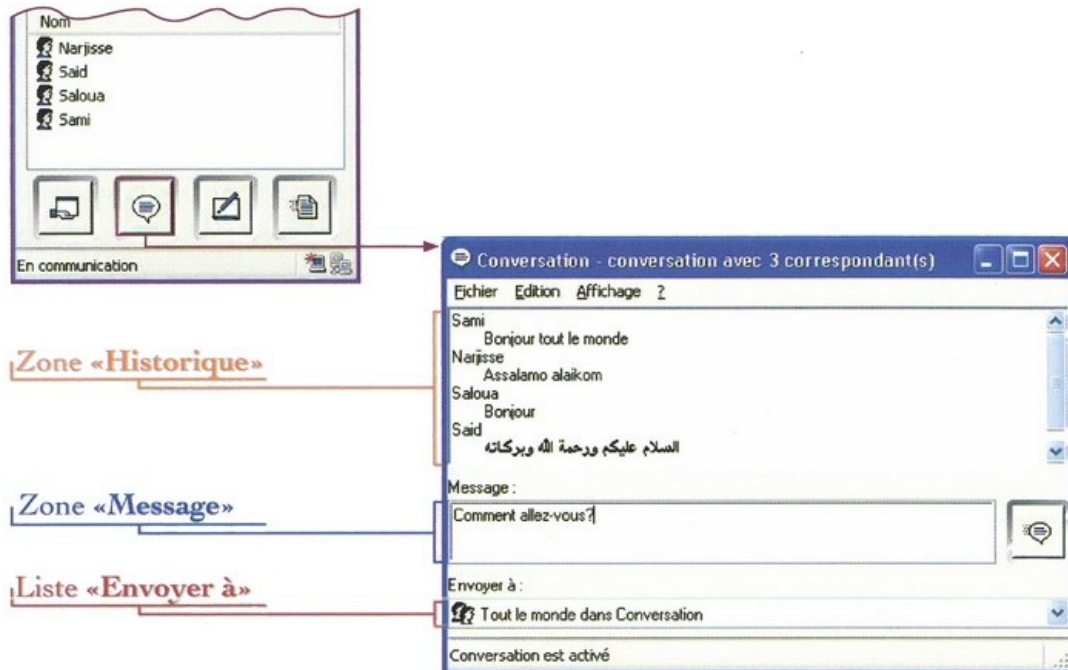 Nom
Narjisse
Said
Saloua
Sami
En communication
Conversation - conversation avec 3 correspondant(s)
Fichier Edition Affichage ?
Zone «Historique»
Sami
Bonjour tout le monde
Narjisse
Assalamo alaikom
Saloua
Bonjour
Said
السلام عليكم ورحمة الله وبركاته
Zone «Message»
Message :
Comment allez-vous?
Liste «Envoyer à»
Envoyer à :
Tout le monde dans Conversation
Conversation est activé